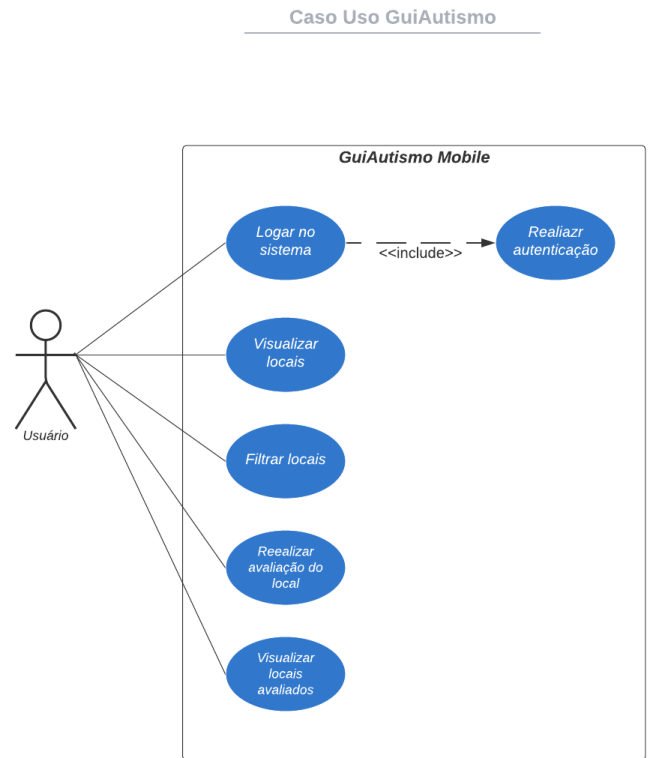 Caso Uso GuiAutismo
GuiAutismo Mobile
Logar no
sistema
<<include>>
Realiazr
autenticação
Visualizar
locais
Usuário
Filtrar locais
Reealizar
avaliação do
local
Visualizar
locais
avaliados